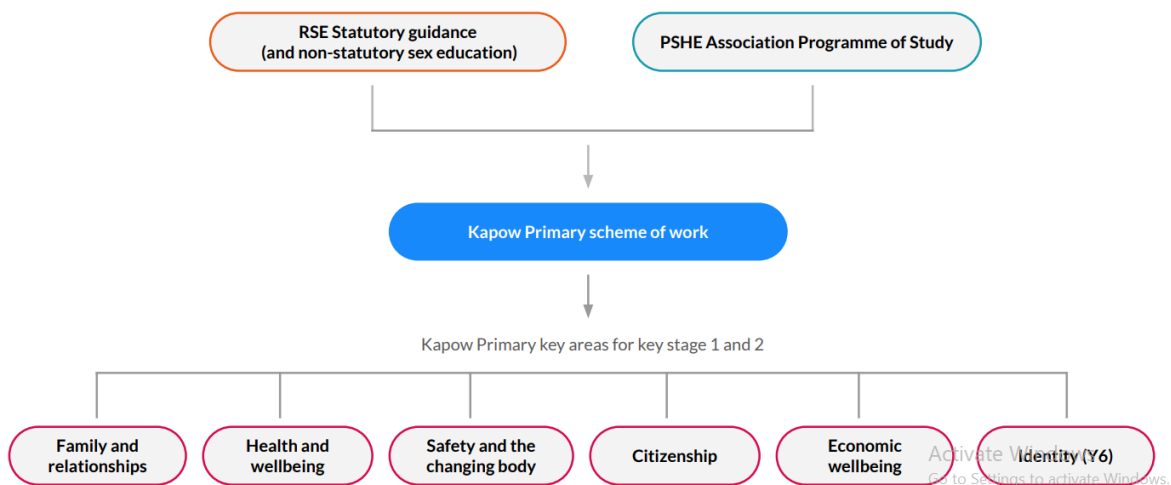 RSE Statutory guidance
(and non-statutory sex education)
PSHE Association Programme of Study
Kapow Primary scheme of work
Kapow Primary key areas for key stage 1 and 2
Family and
relationships
Health and
wellbeing
Safety and the
changing body
Citizenship
Economic
wellbeing
Identity (Y6)
Activate Windows
Go to Settings to activate Windows.